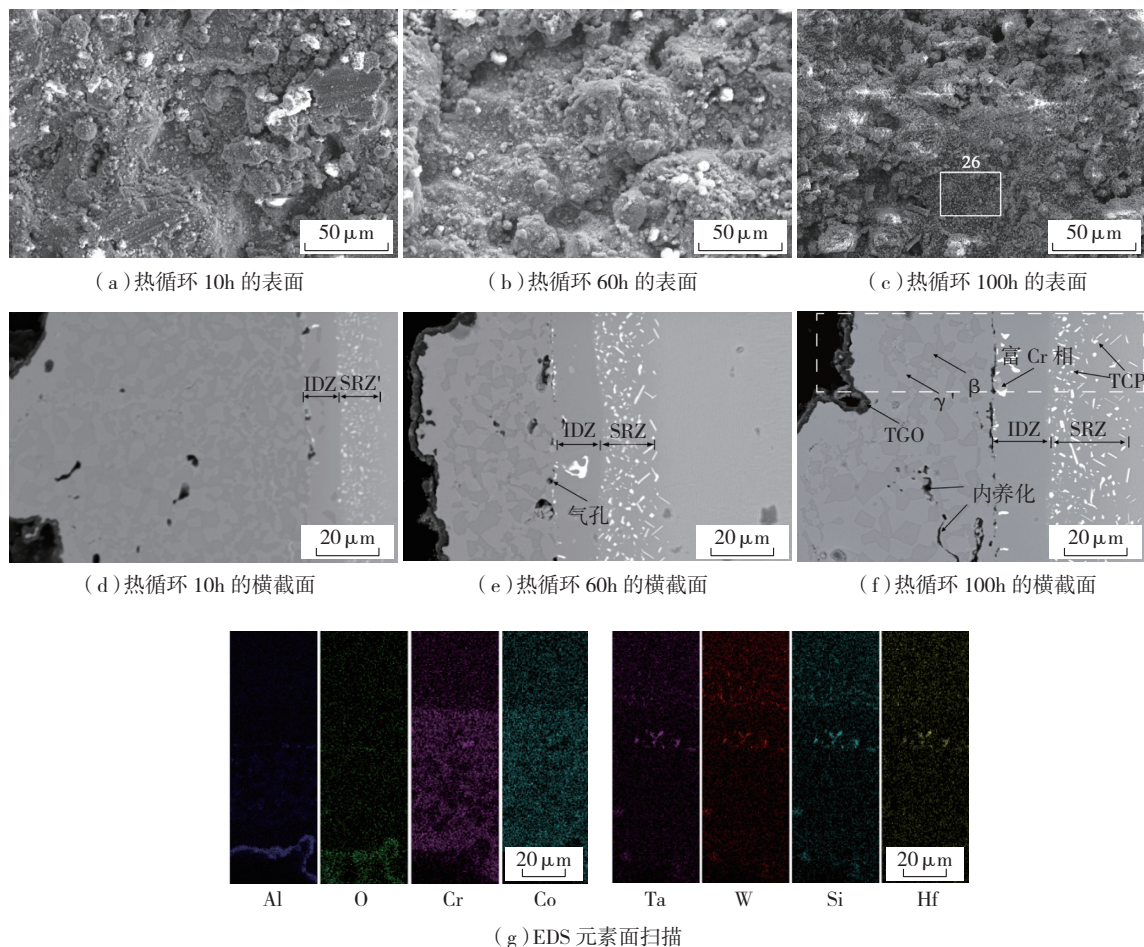 50 μm
50 μm
26
50 μm
（a）热循环 10h 的表面
（b）热循环 60h 的表面
（c）热循环 100h 的表面
IDZ SRZ'
20 μm
IDZ SRZ
气孔
20 μm
富 Cr 相
β
γ'
TCP
TGO
IDZ SRZ
内养化
20 μm
（d）热循环 10h 的横截面
（e）热循环 60h 的横截面
（f）热循环 100h 的横截面
20 μm
20 μm
Al O Cr Co Ta W Si Hf
（g）EDS 元素面扫描